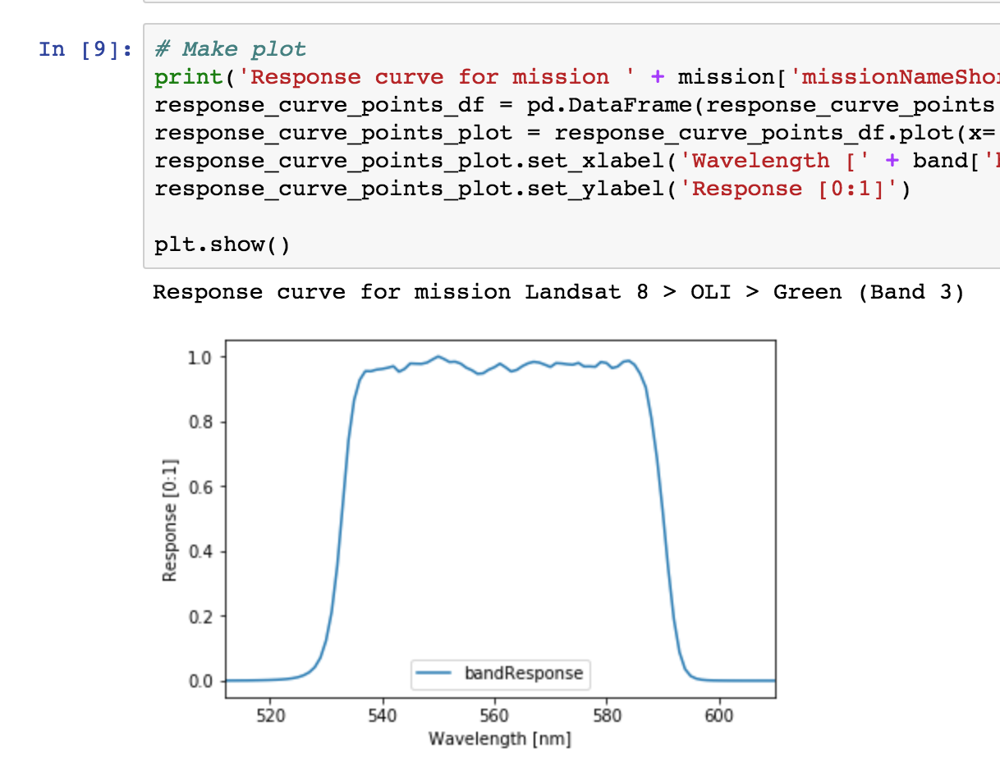 In [9]:
# Make plot
print('Response curve for mission ' + mission['missionNameShor
response_curve_points_df = pd.DataFrame(response_curve_points
response_curve_points_plot = response_curve_points_df.plot(x=
response_curve_points_plot.set_xlabel('Wavelength [' + band['
response_curve_points_plot.set_ylabel('Response [0:1]')
plt.show()
Response curve for mission Landsat 8 > OLI > Green (Band 3)
1.0
0.8
0.6
0.4
0.2
0.0
Response [0:1]
bandResponse
520 540 560 580 600
Wavelength [nm]